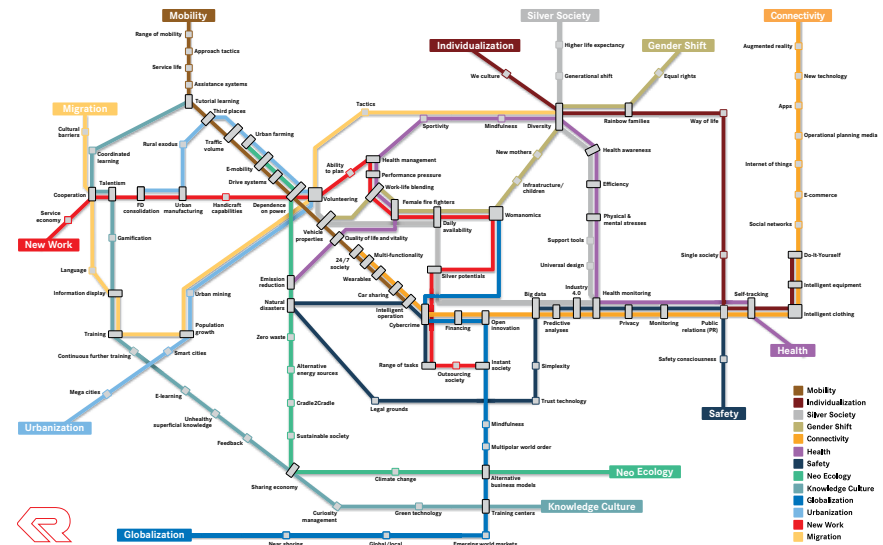 Mobility
Silver Society
Connectivity
Range of mobility
Individualization
Higher life expectancy
Gender Shift
Augmented reality
Approach tactics
Service life
We culture
Generational shift
Equal rights
New technology
Assistance systems
Migration
Tutorial learning
Third places
Tactics
Apps
Cultural
barriers
Traffic
volume
Urban farming
Sportivity
Mindfulness
Diversity
Rainbow families
Way of life
Operational planning media
Rural exodus
Coordinated
learning
E-mobility
Ability
to plan
Health management
New mothers
Health awareness
Internet of things
Performance pressure
Drive systems
Work-life blending
Efficiency
Cooperation
Talentism
FD
consolidation
Urban
manufacturing
Handicraft
capabilities
Dependence
on power
Volunteering
Female fire fighters
Infrastructure/
children
E-commerce
Service
economy
New Work
Vehicle
properties
Daily
availability
Womanomics
Physical &
mental stresses
Social networks
Gamification
Quality of life and vitality
Support tools
24/7
society
Multi-functionality
Single society
Do-It-Yourself
Language
Wearables
Silver potentials
Universal design
Emission
reduction
Intelligent equipment
Information display
Urban mining
Natural
disasters
Car sharing
Intelligent
operation
Big data
Industry
4.0
Health monitoring
Self-tracking
Intelligent clothing
Training
Population
growth
Cybercrime
Financing
Open
innovation
Predictive
analyses
Privacy
Monitoring
Public
relations (PR)
Zero waste
Continuous further training
Smart cities
Health
Alternative
energy sources
Range of tasks
Outsourcing
society
Instant
society
Simplexity
Safety consciousness
Mega cities
E-learning
Cradle2Cradle
Legal grounds
Trust technology
Safety
Urbanization
Unhealthy
superficial knowledge
Mindfulness
Feedback
Sustainable society
Multipolar world order
Sharing economy
Climate change
Alternative
business models
Neo Ecology
Curiosity
management
Green technology
Training centers
Knowledge Culture
Globalization
Near shoring
Global/local
Emerging world markets
Mobility
Individualization
Silver Society
Gender Shift
Connectivity
Health
Safety
Neo Ecology
Knowledge Culture
Globalization
Urbanization
New Work
Migration